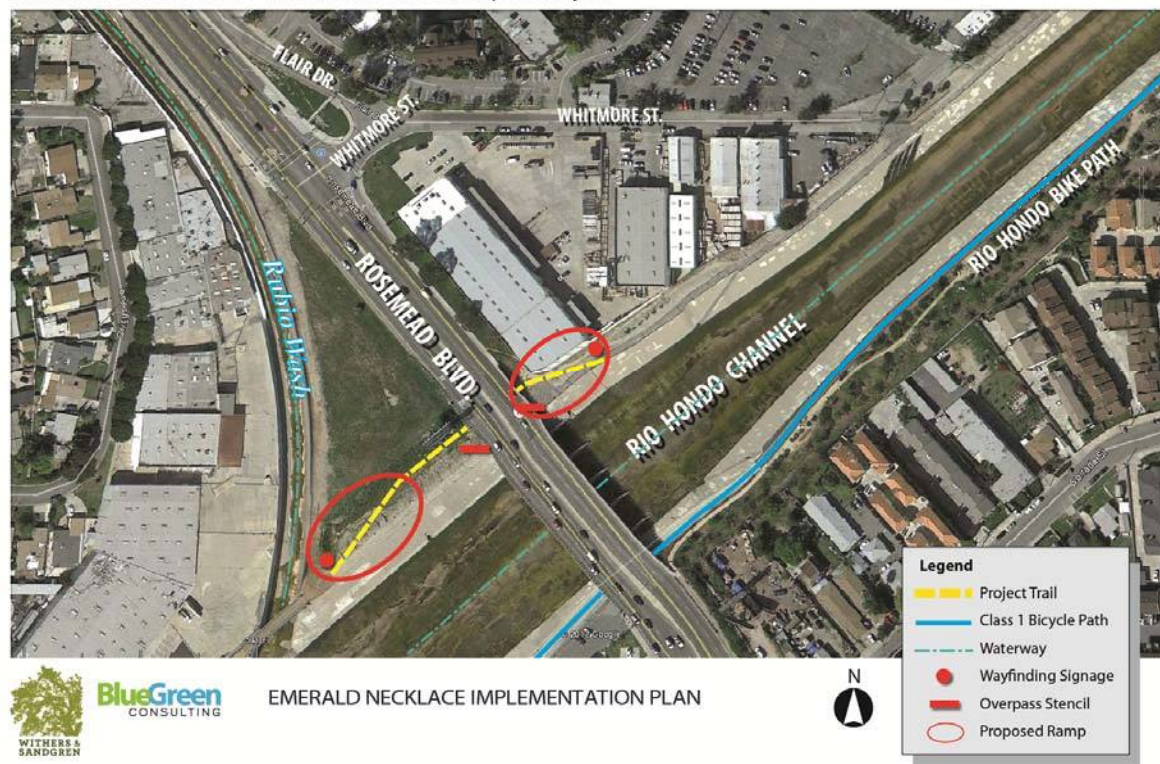 FLAIR DR.
WHITMORE ST.
WHITMORE ST.
ROSEMEAD BLVD.
Rubio Wash
RIO HONDO CHANNEL
RIO HONDO BIKE PATH
Legend
Project Trail
Class 1 Bicycle Path
Waterway
Wayfinding Signage
Overpass Stencil
Proposed Ramp
WITHERS &
SANDGREN
BlueGreen
CONSULTING
EMERALD NECKLACE IMPLEMENTATION PLAN
N